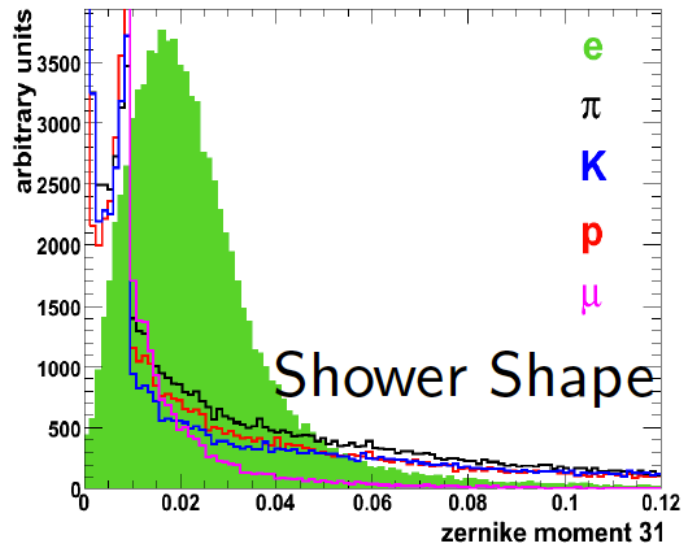 arbitrary units
3500
3000
2500
2000
1500
1000
500
0
e
π
K
p
μ
Shower Shape
0 0.02 0.04 0.06 0.08 0.1 0.12
zernike moment 31